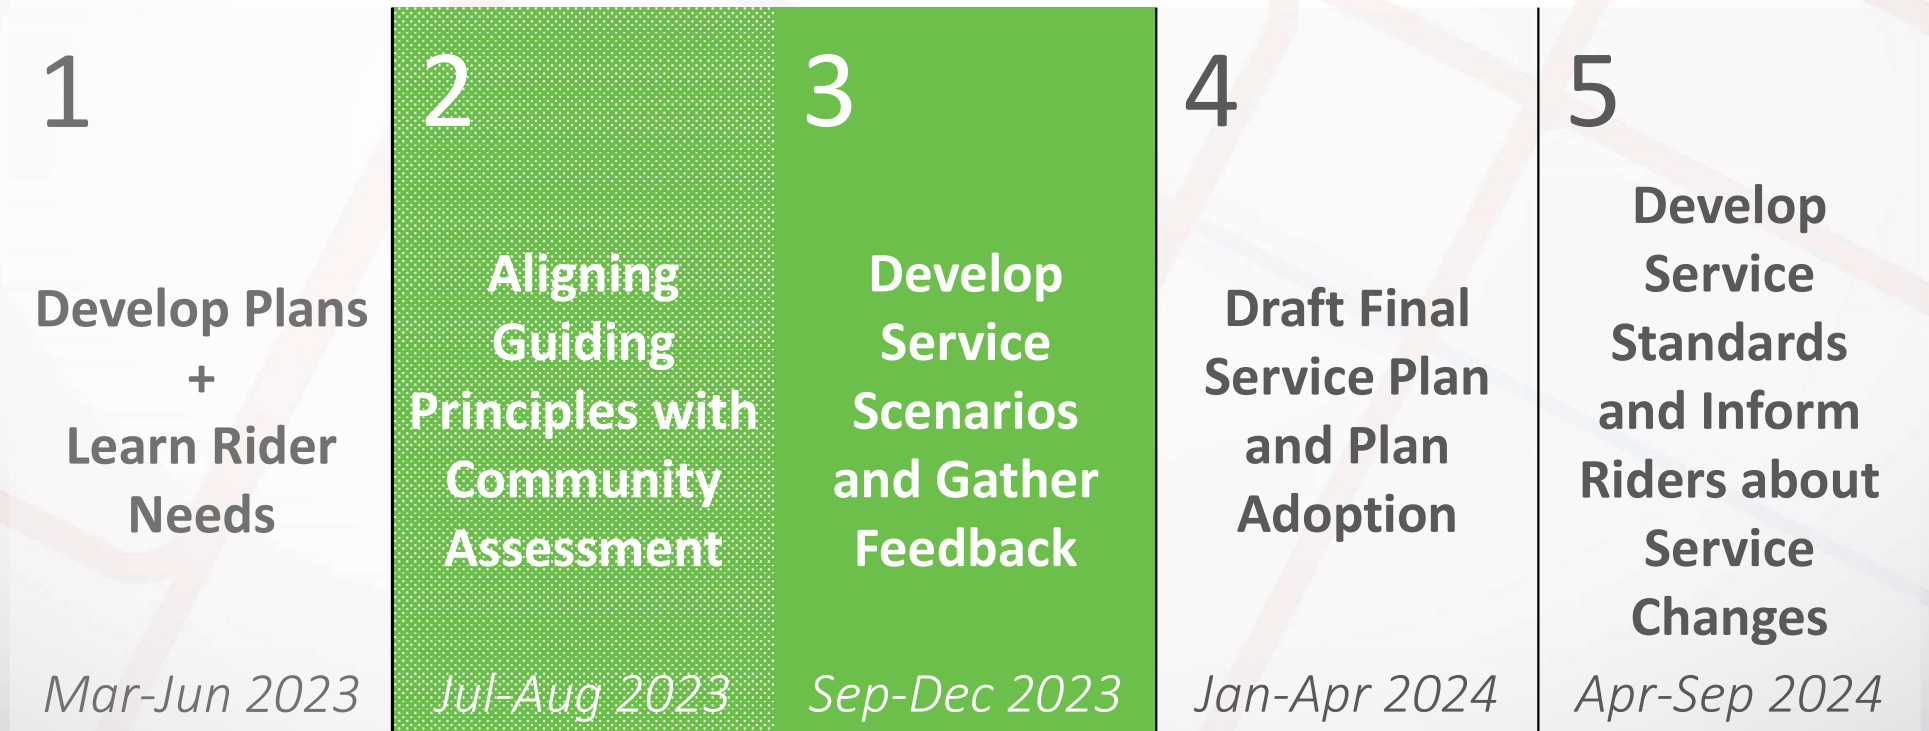 1
Develop Plans
+
Learn Rider
Needs
Mar-Jun 2023
2
Aligning
Guiding
Principles with
Community
Assessment
Jul-Aug 2023
3
Develop
Service
Scenarios
and Gather
Feedback
Sep-Dec 2023
4
Draft Final
Service Plan
and Plan
Adoption
Jan-Apr 2024
5
Develop
Service
Standards
and Inform
Riders about
Service
Changes
Apr-Sep 2024